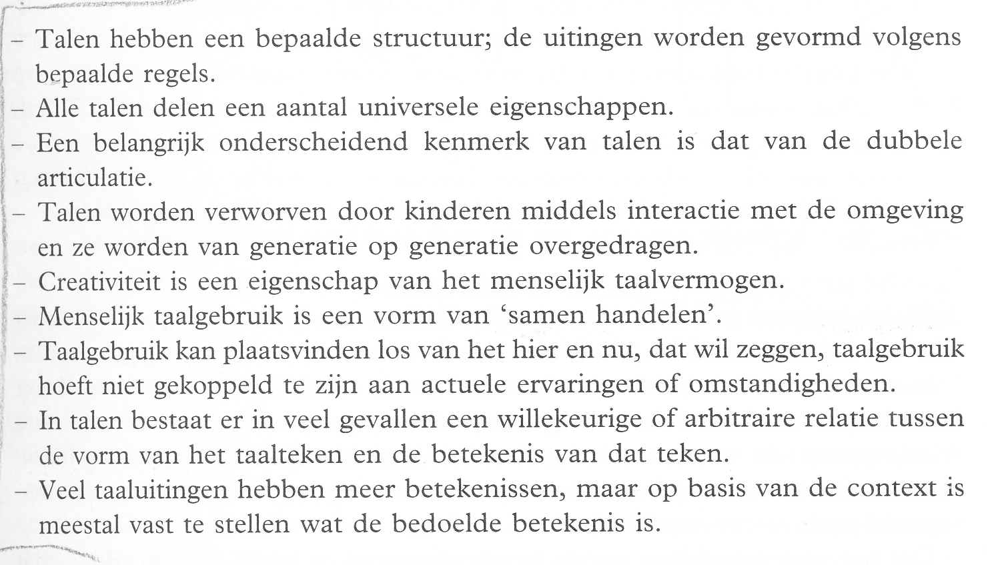 – Talen hebben een bepaalde structuur; de uitingen worden gevormd volgens
bepaalde regels.
– Alle talen delen een aantal universele eigenschappen.
– Een belangrijk onderscheidend kenmerk van talen is dat van de dubbele
articulatie.
– Talen worden verworven door kinderen middels interactie met de omgeving
en ze worden van generatie op generatie overgedragen.
– Creativiteit is een eigenschap van het menselijk taalvermogen.
– Menselijk taalgebruik is een vorm van ‘samen handelen’.
– Taalgebruik kan plaatsvinden los van het hier en nu, dat wil zeggen, taalgebruik
hoeft niet gekoppeld te zijn aan actuele ervaringen of omstandigheden.
– In talen bestaat er in veel gevallen een willekeurige of arbitraire relatie tussen
de vorm van het taalteken en de betekenis van dat teken.
– Veel taaluitingen hebben meer betekenissen, maar op basis van de context is
meestal vast te stellen wat de bedoelde betekenis is.